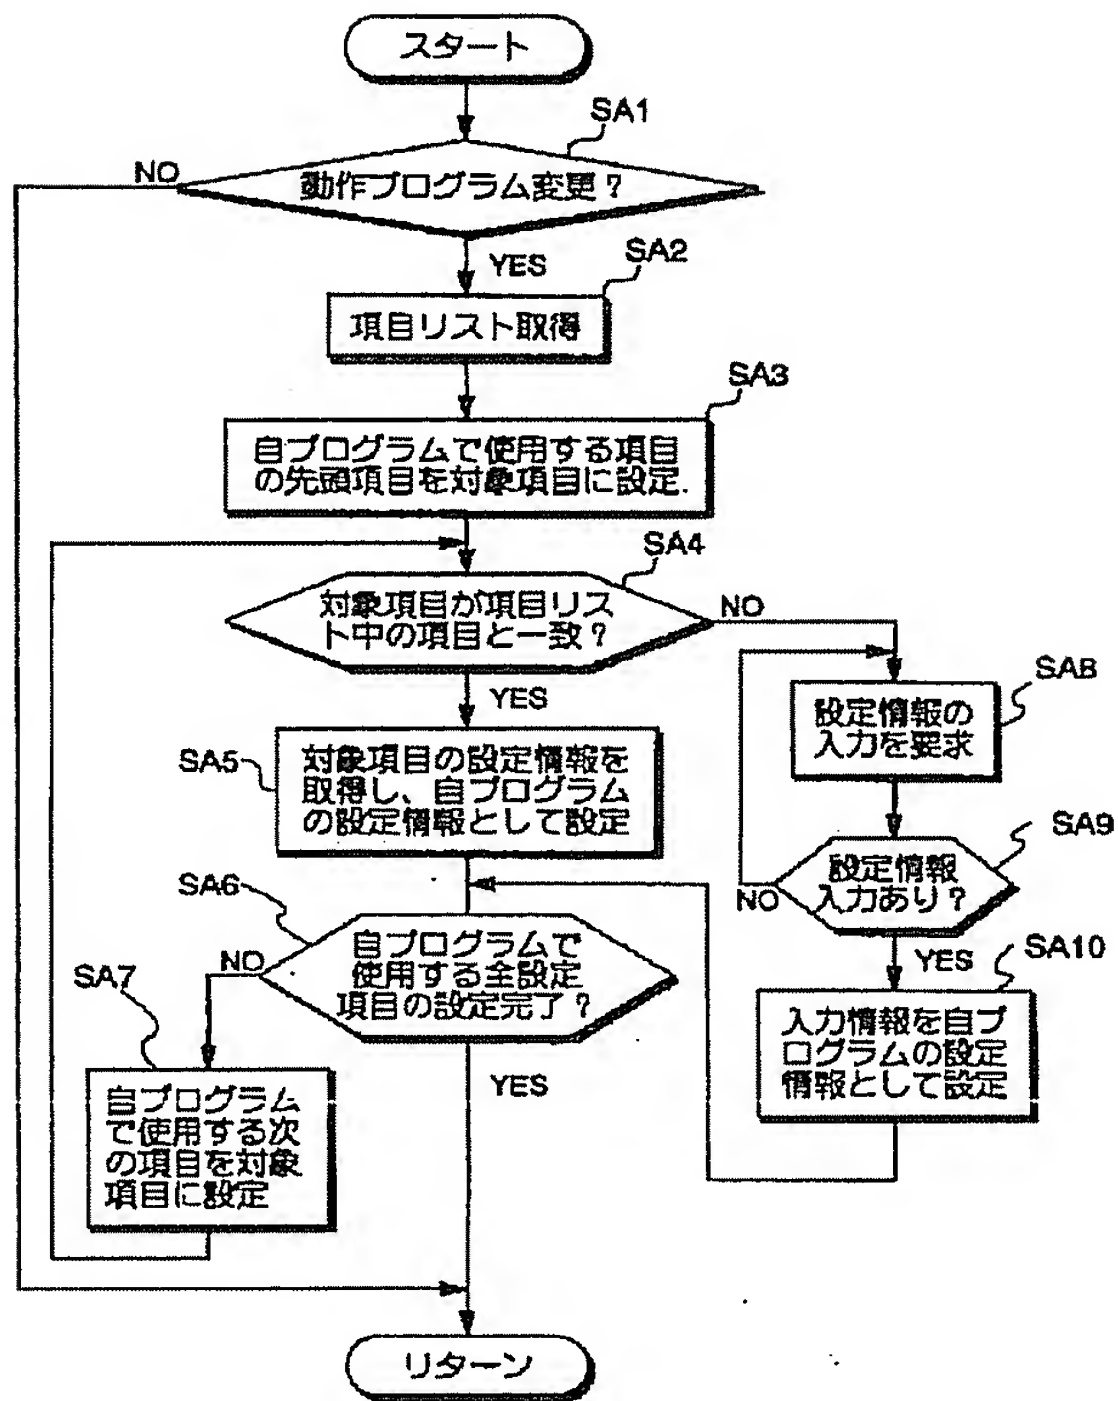 スタート
SA1
NO
動作プログラム変更?
YES
SA2
項目リスト取得
SA3
自プログラムで使用する項目
の先頭項目を対象項目に設定.
SA4
対象項目が項目リス
ト中の項目と一致?
NO
YES
SA8
設定情報の
入力を要求
SA5
対象項目の設定情報を
取得し、自プログラム
の設定情報として設定
SA9
設定情報
入力あり?
NO
YES
SA6
自プログラムで
使用する全設定
項目の設定完了?
NO
YES
SA10
入力情報を自プ
ログラムの設定
情報として設定
SA7
自プログラム
で使用する次
の項目を対象
項目に設定
リターン